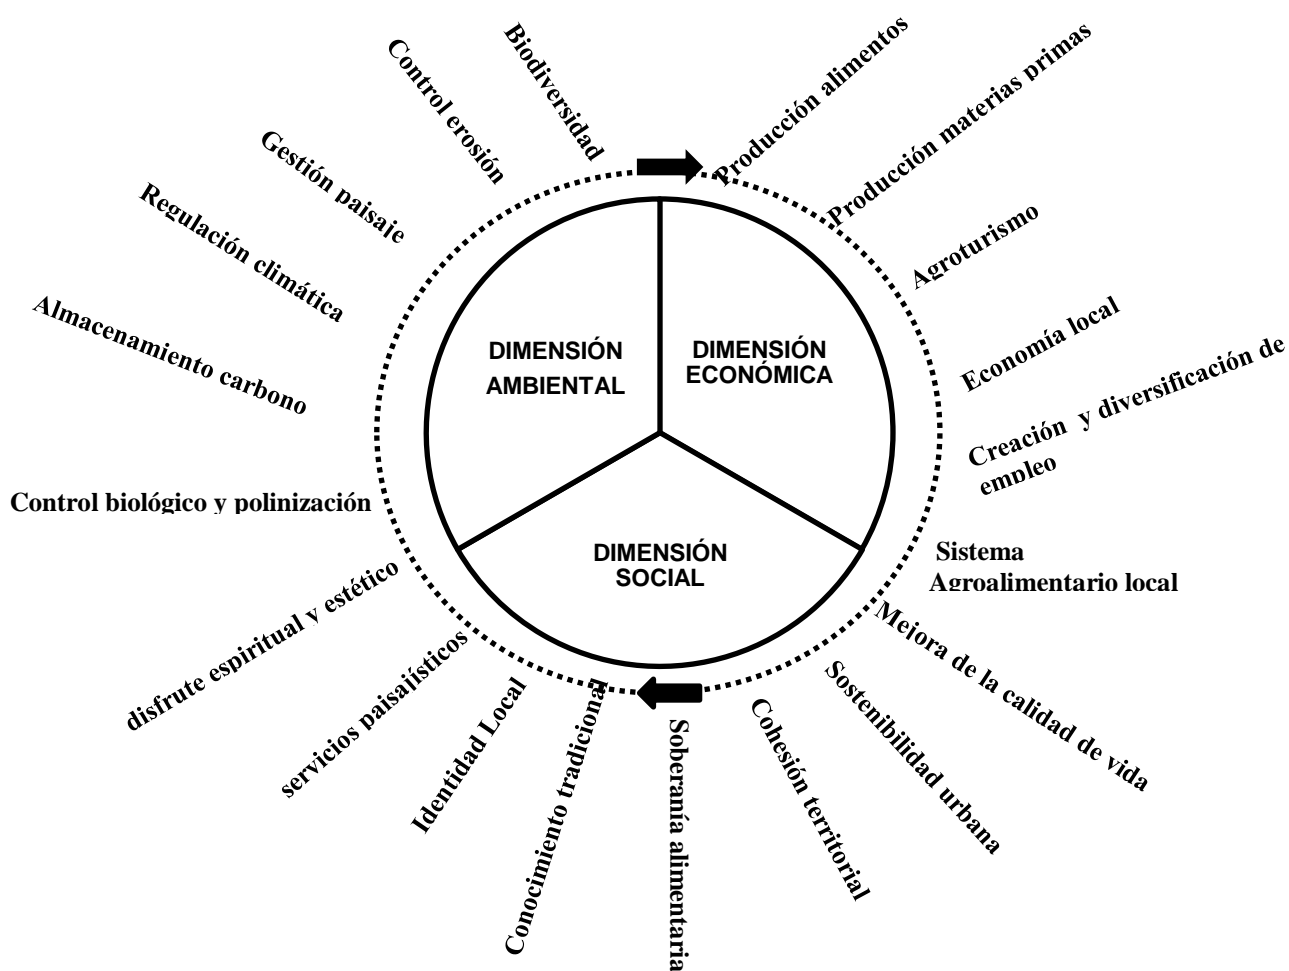 Biodiversidad
Producción alimentos
Producción materias primas
Agroturismo
Economía local
Creación y diversificación de
empleo
Sistema
Agroalimentario local
Mejora de la calidad de vida
Sostenibilidad urbana
Cohesión territorial
Soberanía alimentaria
Conocimiento tradicional
Identidad Local
servicios paisajísticos
disfrute espiritual y estético
Control biológico y polinización
Almacenamiento carbono
Regulación climática
Gestión paisaje
Control erosión
DIMENSIÓN
AMBIENTAL
DIMENSIÓN
ECONÓMICA
DIMENSIÓN
SOCIAL